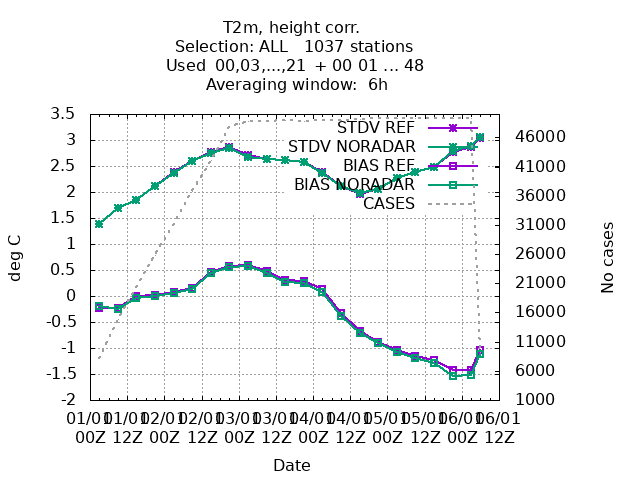 T2m, height corr.
Selection: ALL   1037 stations
Used  00,03,...,21  + 00 01 ... 48
Averaging window:  6h
STDV REF
STDV NORADAR
BIAS REF
BIAS NORADAR
CASES
deg C
3.5
3
2.5
2
1.5
1
0.5
0
-0.5
-1
-1.5
-2
No cases
46000
41000
36000
31000
26000
21000
16000
11000
6000
1000
01/01 01/01 02/01 02/01 03/01 03/01 04/01 04/01 05/01 05/01 06/01 06/01
00Z 12Z 00Z 12Z 00Z 12Z 00Z 12Z 00Z 12Z 00Z 12Z
Date